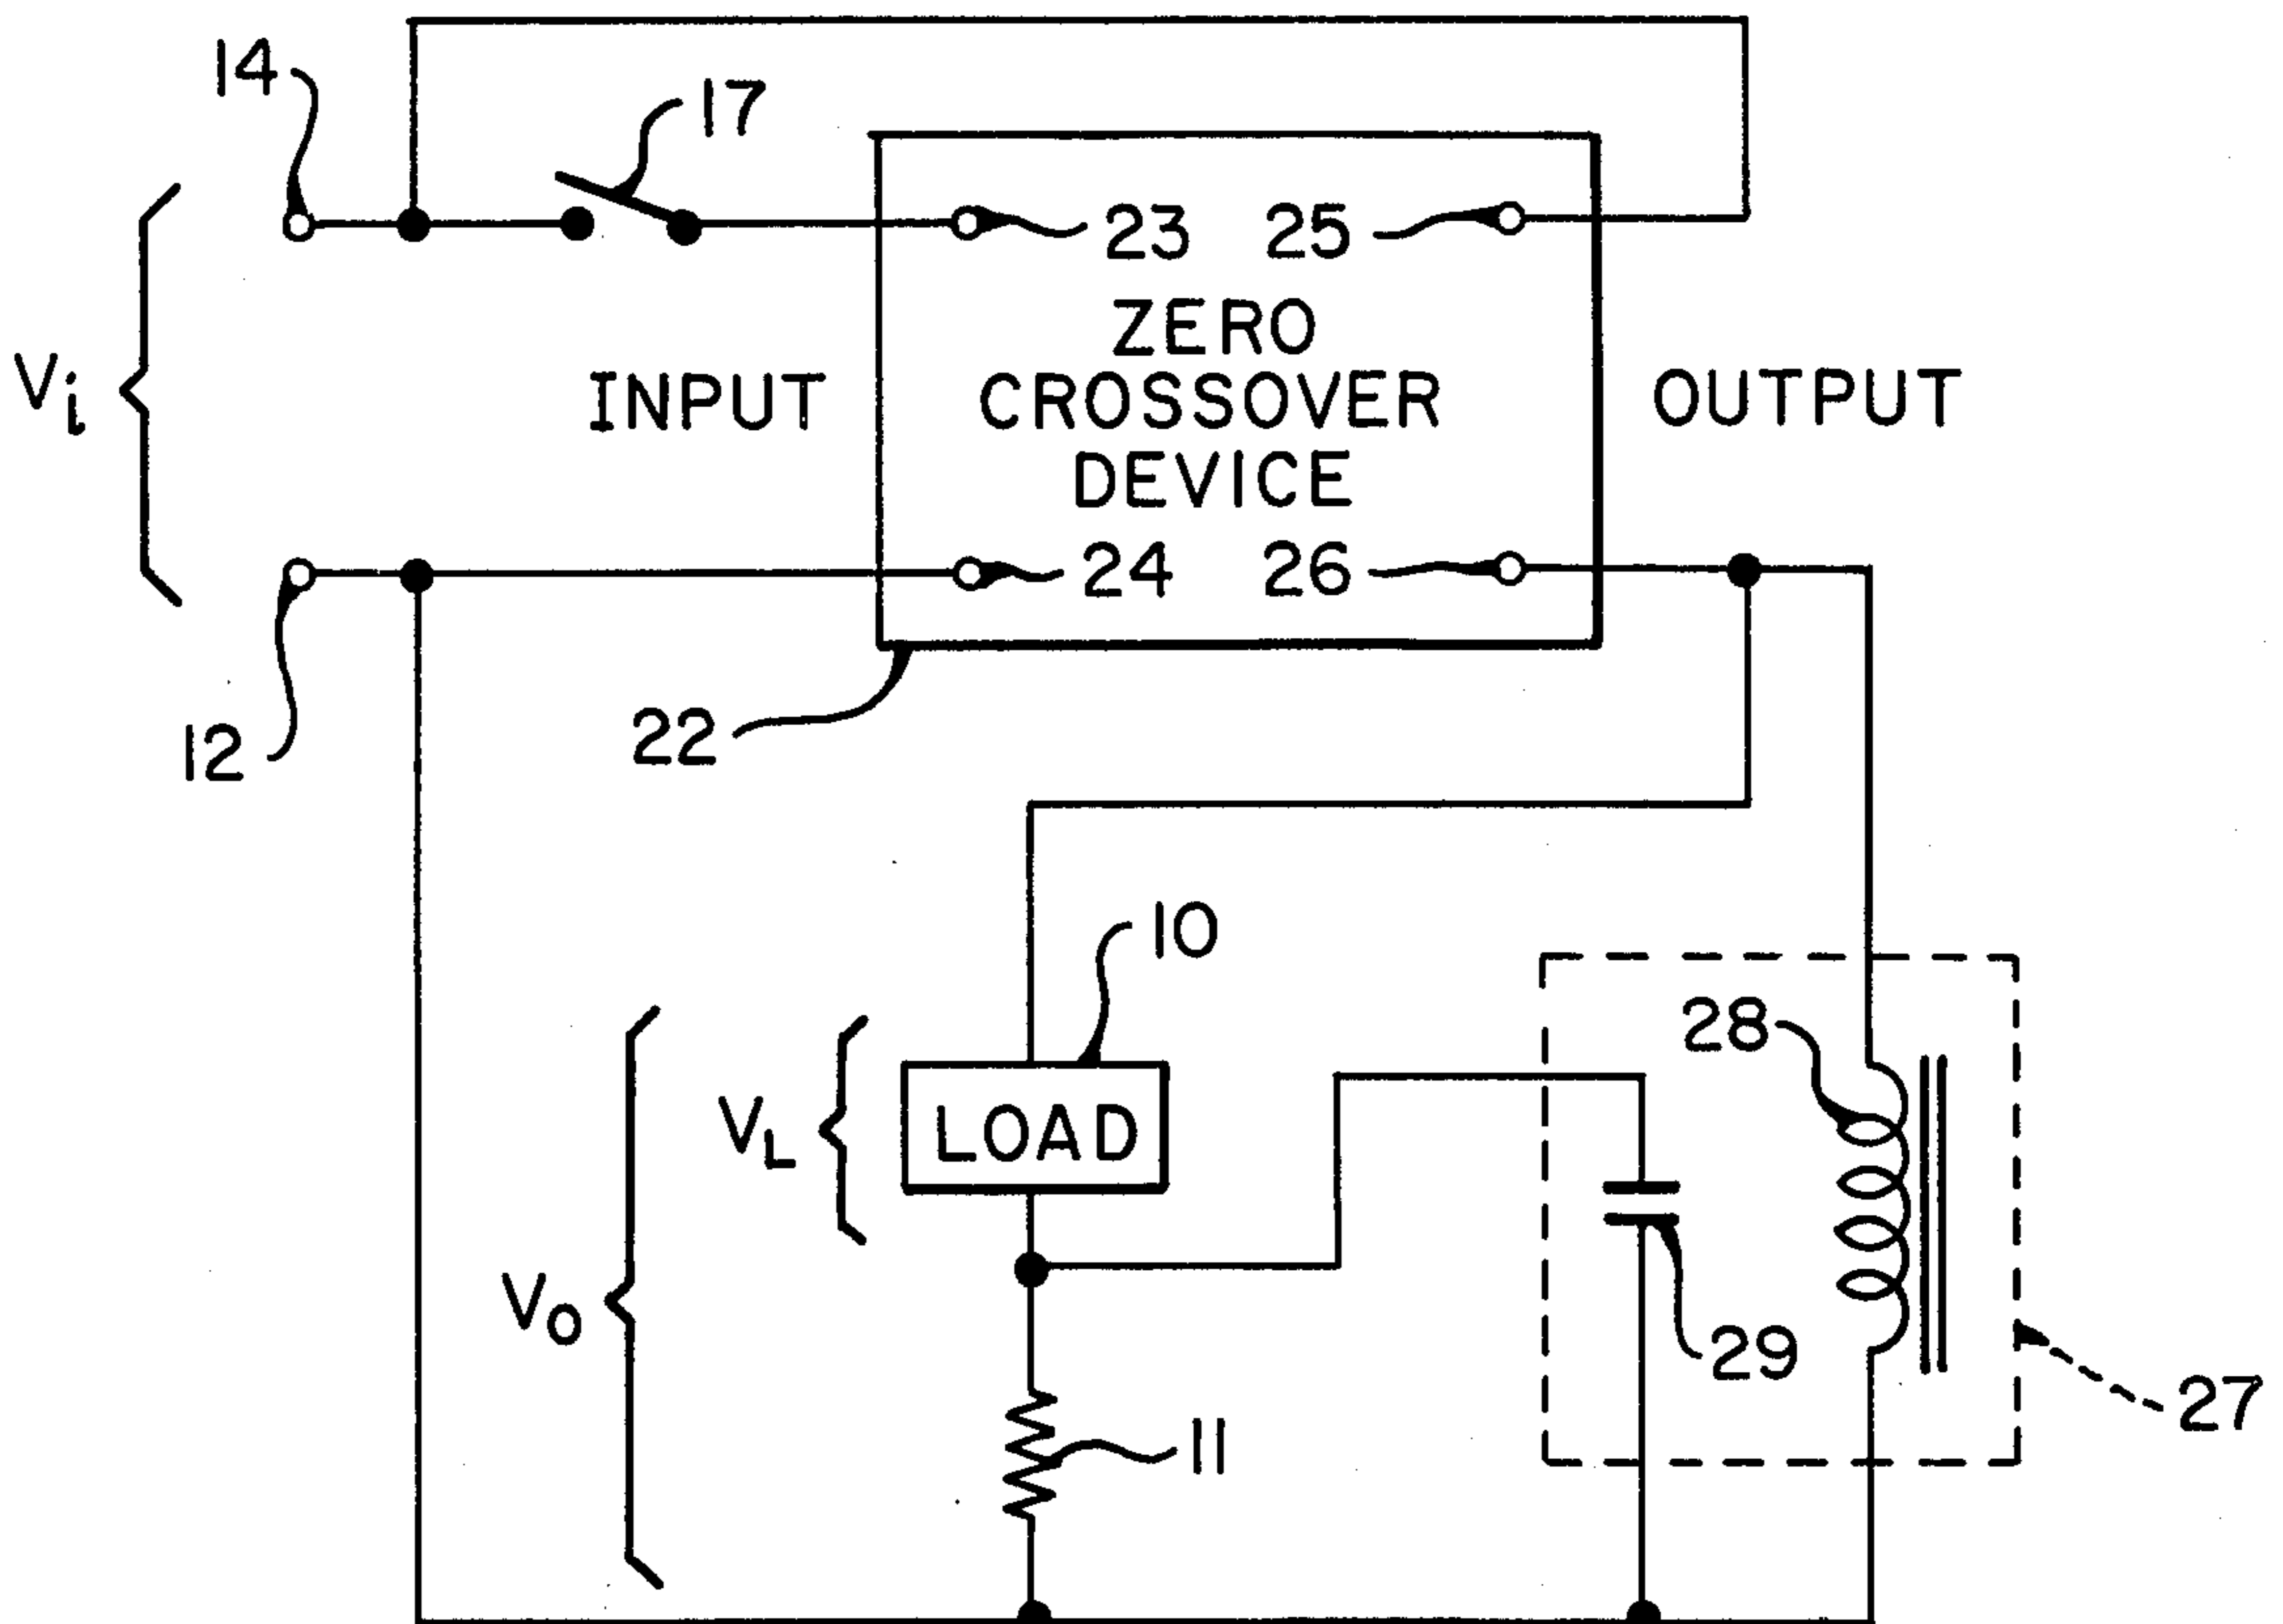 14
17
23
25
ZERO
Vi
INPUT
CROSSOVER
OUTPUT
DEVICE
24
26
12
22
10
28
VL
LOAD
VO
29
27
11